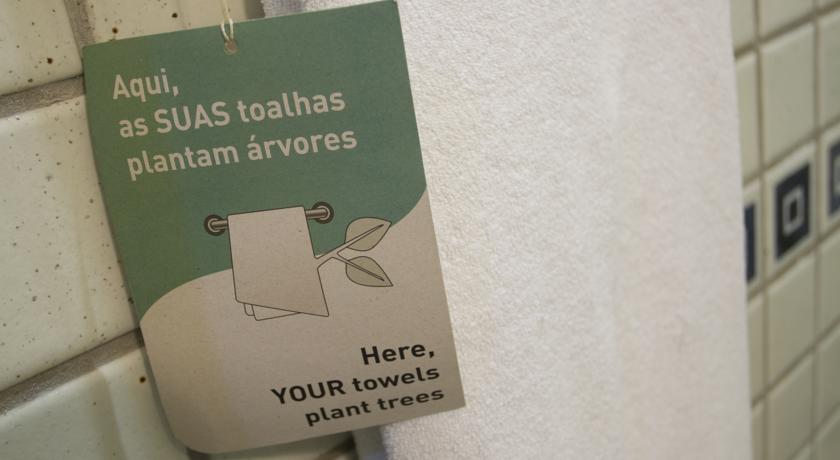 Aqui,
as SUAS toalhas
plantam árvores
Here,
YOUR towels
plant trees